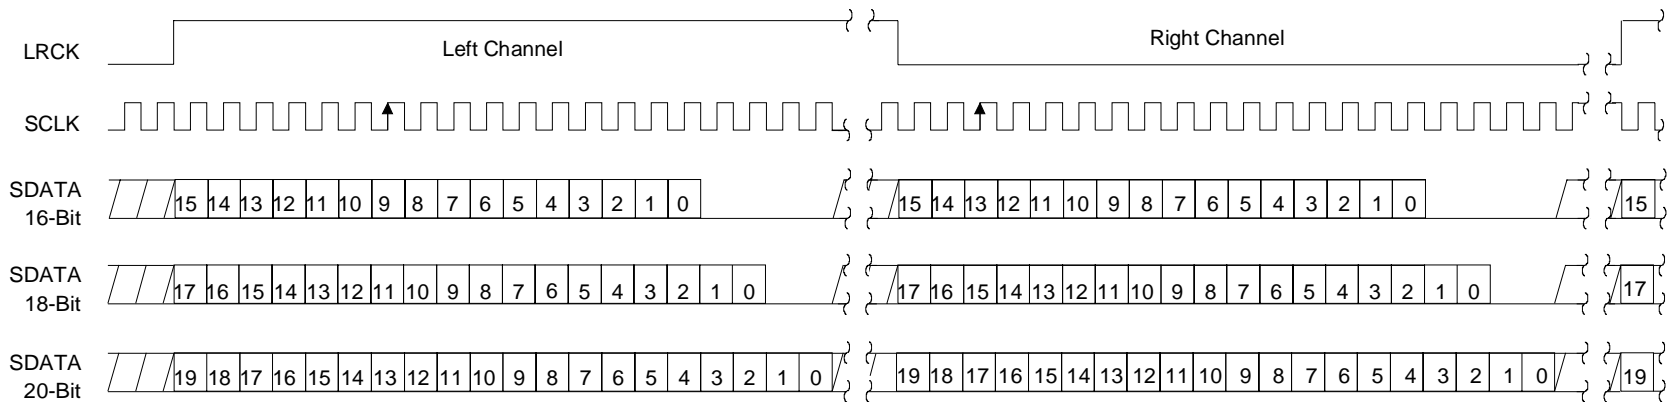 LRCK Left Channel Right Channel
SCLK
SDATA
16-Bit 15 14 13 12 11 10 9 8 7 6 5 4 3 2 1 0 15 14 13 12 11 10 9 8 7 6 5 4 3 2 1 0 15
SDATA
18-Bit 17 16 15 14 13 12 11 10 9 8 7 6 5 4 3 2 1 0 17 16 15 14 13 12 11 10 9 8 7 6 5 4 3 2 1 0 17
SDATA
20-Bit 19 18 17 16 15 14 13 12 11 10 9 8 7 6 5 4 3 2 1 0 19 18 17 16 15 14 13 12 11 10 9 8 7 6 5 4 3 2 1 0 19